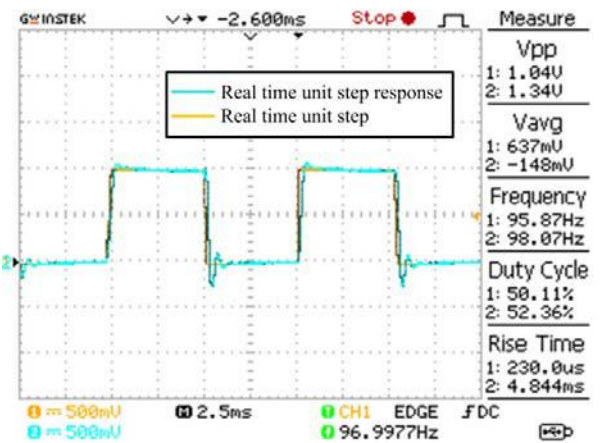 GW INSTEK -2.600ms Stop Measure
Real time unit step response
Real time unit step
Vpp
1: 1.04V
2: 1.34V
Vavg
1: 637mV
2: -148mV
Frequency
1: 95.87Hz
2: 98.07Hz
Duty Cycle
1: 50.11%
2: 52.36%
Rise Time
1: 230.0us
2: 4.844ms
2
1 500mV M 2.5ms CH1 EDGE DC
2 500mV 96.9977Hz